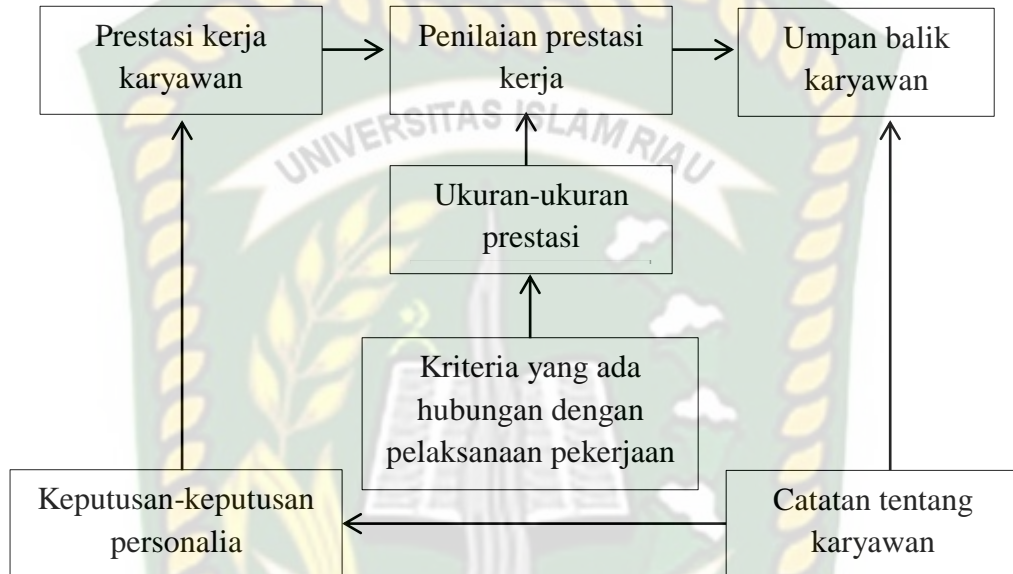 Prestasi kerja
karyawan
Penilaian prestasi
kerja
Umpan balik
karyawan
UNIVERSITAS ISLAM RIAU
Ukuran-ukuran
prestasi
Kriteria yang ada
hubungan dengan
pelaksanaan pekerjaan
Keputusan-keputusan
personalia
Catatan tentang
karyawan